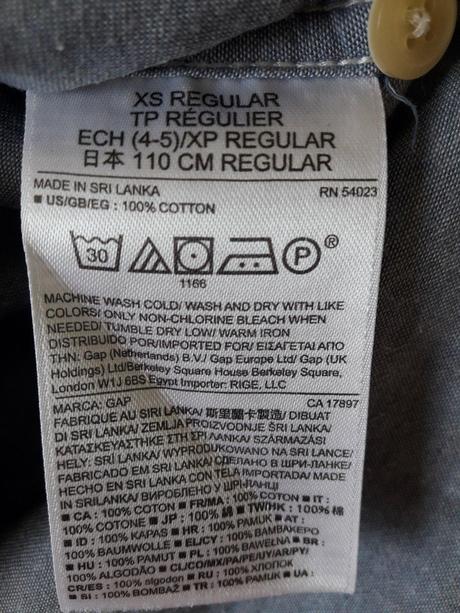 XS REGULAR
TP RÉGULIER
ECH (4-5)/XP REGULAR
日本 110 CM REGULAR
MADE IN SRI LANKA RN 54023
■ US/GB/EG : 100% COTTON
30 P ®
1166
MACHINE WASH COLD/ WASH AND DRY WITH LIKE
COLORS/ ONLY NON-CHLORINE BLEACH WHEN
NEEDED/ TUMBLE DRY LOW/ WARM IRON
DISTRIBUIDO POR/IMPORTED FOR/ ΕΙΣΑΓΕΤΑΙ ΑΠΟ
ΤΗΝ: Gap (Netherlands) B.V./ Gap Europe Ltd/ Gap (UK
Holdings) Ltd/Berkeley Square House Berkeley Square,
London W1J 6BS Egypt Importer: RIGE, LLC
MARCA: GAP CA 17897
FABRIQUE AU SRI LANKA/ 斯里蘭卡製造/ DIBUAT
DI SRI LANKA/ ZEMLJA PROIZVODNJE ŠRI LANKA/
ΚΑΤΑΣΚΕΥΑΣΤΗΚΕ ΣΤΗ ΣΡΙ ΛΑΝΚΑ/ SZÁRMAZÁSI
HELY: SRI LANKA/ WYPRODUKOWANO NA SRI LANCE/
FABRICADO EM SRI LANKA/ СДЕЛАНО В ШРИ-ЛАНКЕ/
HECHO EN SRI LANKA CON TELA IMPORTADA/ MADE
IN SRILANKA/ ВИРОБЛЕНО У ШРІ-ЛАНЦІ
■ CA : 100% COTON ■ FR/MA : 100% COTON ■ IT :
100% COTONE ■ JP : 100% 綿 ■ TW/HK : 100% 棉
■ ID : 100% KAPAS ■ HR : 100% PAMUK ■ AT :
100% BAUMWOLLE ■ EL/CY: 100% ΒΑΜΒΑΚΕΡΟ
■ HU : 100% PAMUT ■ PL : 100% BAWEŁNA ■ BR :
100% ALGODÃO ■ CL/CO/MX/PA/PE/UY/AR/PY/
CR/ES : 100% algodon ■ RU : 100% ХЛОПОК
■ SI : 100% BOMBAŽ ■ TR : 100% PAMUK ■ UA :